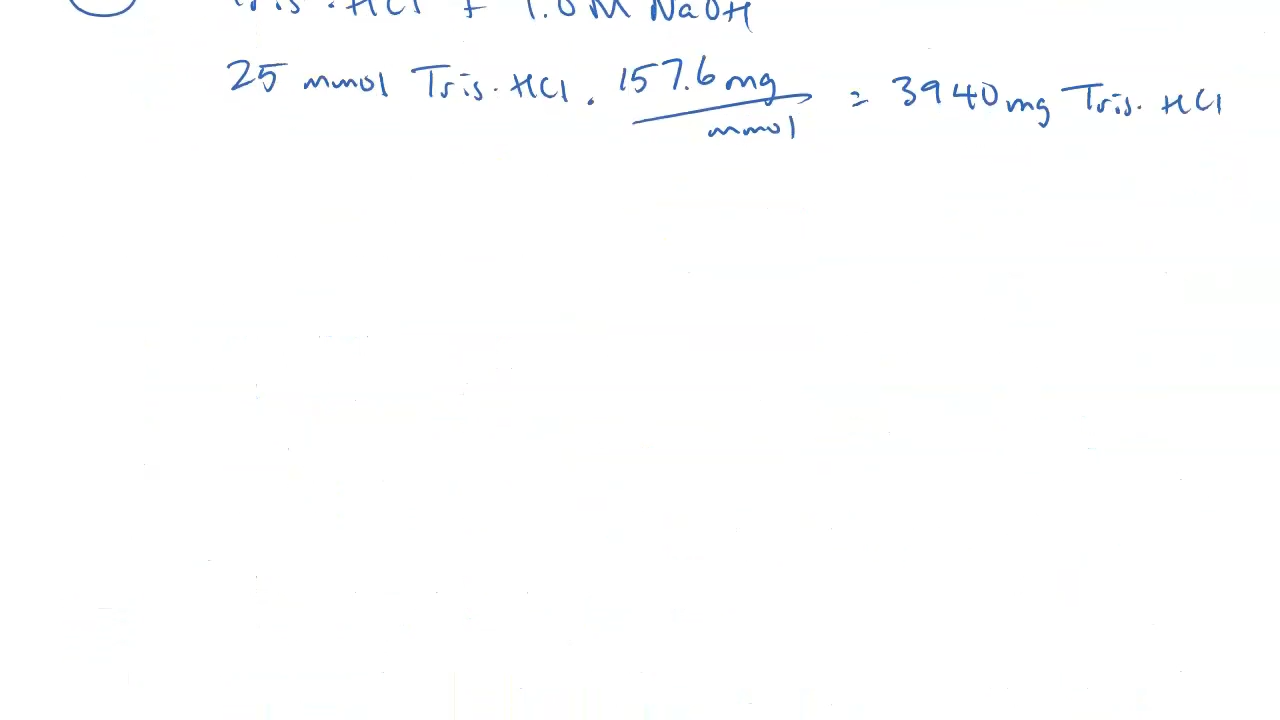 Tris · HCl + 1.0 M NaOH
25 mmol Tris · HCl · 157.6 mg / mmol = 3940 mg Tris · HCl